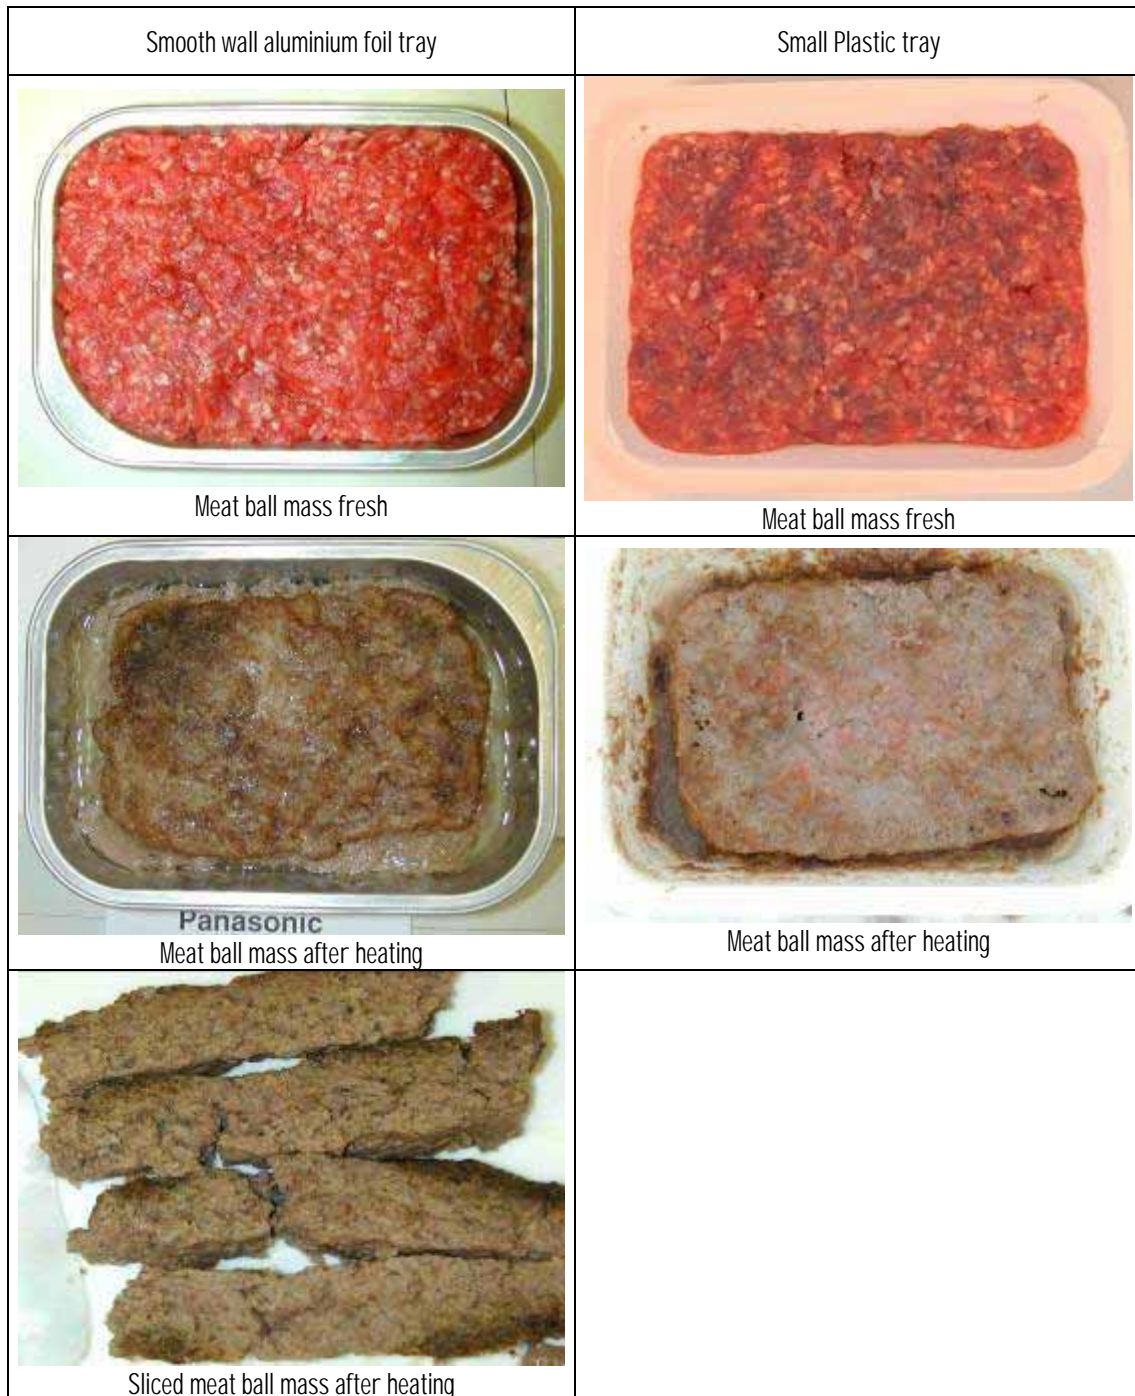 Smooth wall aluminium foil tray
Small Plastic tray
Meat ball mass fresh
Meat ball mass fresh
Panasonic
Meat ball mass after heating
Meat ball mass after heating
Sliced meat ball mass after heating